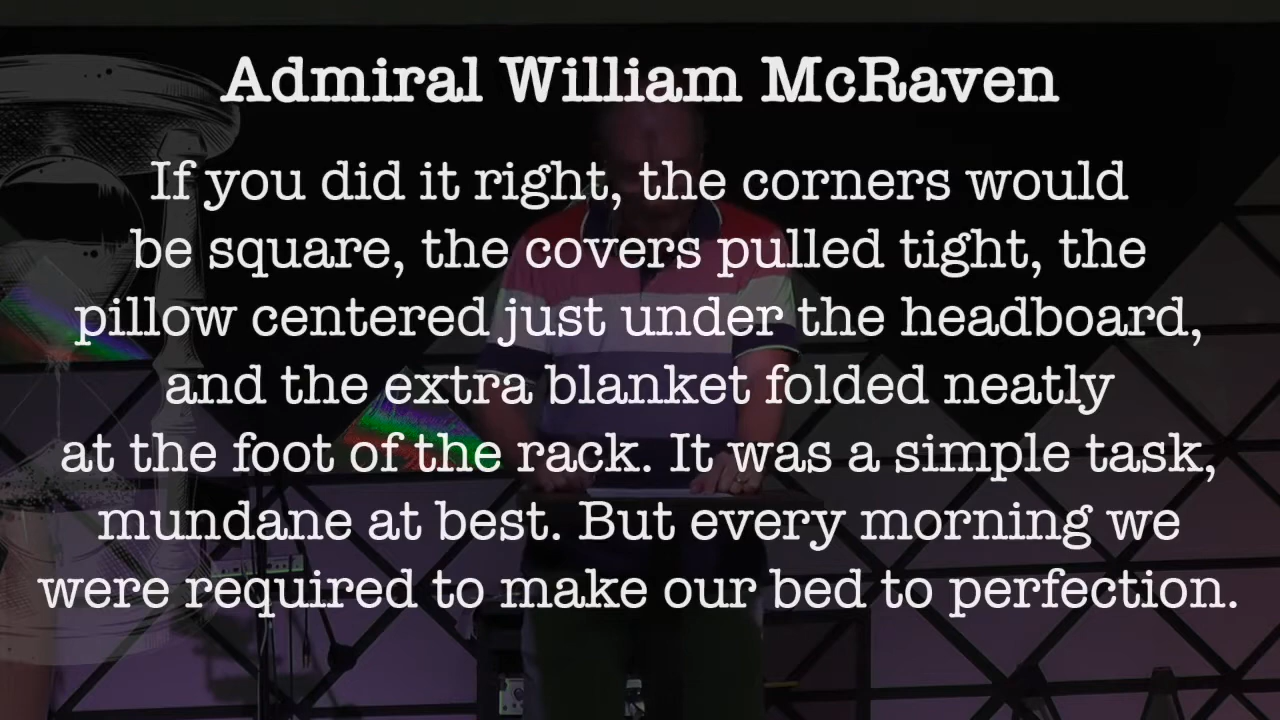 Admiral William McRaven
If you did it right, the corners would
be square, the covers pulled tight, the
pillow centered just under the headboard,
and the extra blanket folded neatly
at the foot of the rack. It was a simple task,
mundane at best. But every morning we
were required to make our bed to perfection.